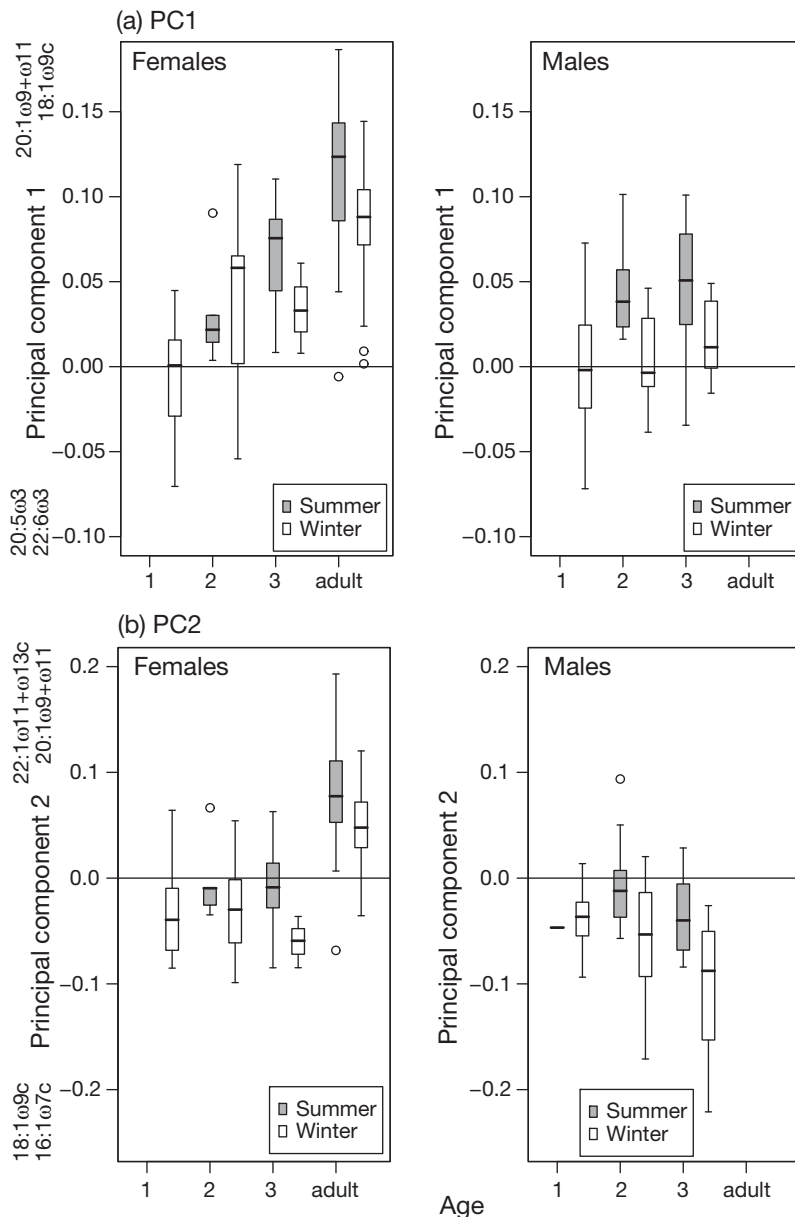 (a) PC1
Females
Males
20:1ω9+ω11
18:1ω9c
Principal component 1
20:5ω3
22:6ω3
0.15
0.10
0.05
0.00
−0.05
−0.10
Summer
Winter
1 2 3 adult
Principal component 1
0.15
0.10
0.05
0.00
−0.05
−0.10
Summer
Winter
1 2 3 adult
(b) PC2
Females
Males
22:1ω11+ω13c
20:1ω9+ω11
Principal component 2
18:1ω9c
16:1ω7c
0.2
0.1
0.0
−0.1
−0.2
Summer
Winter
1 2 3 adult
Principal component 2
0.2
0.1
0.0
−0.1
−0.2
Summer
Winter
1 2 3 adult
Age